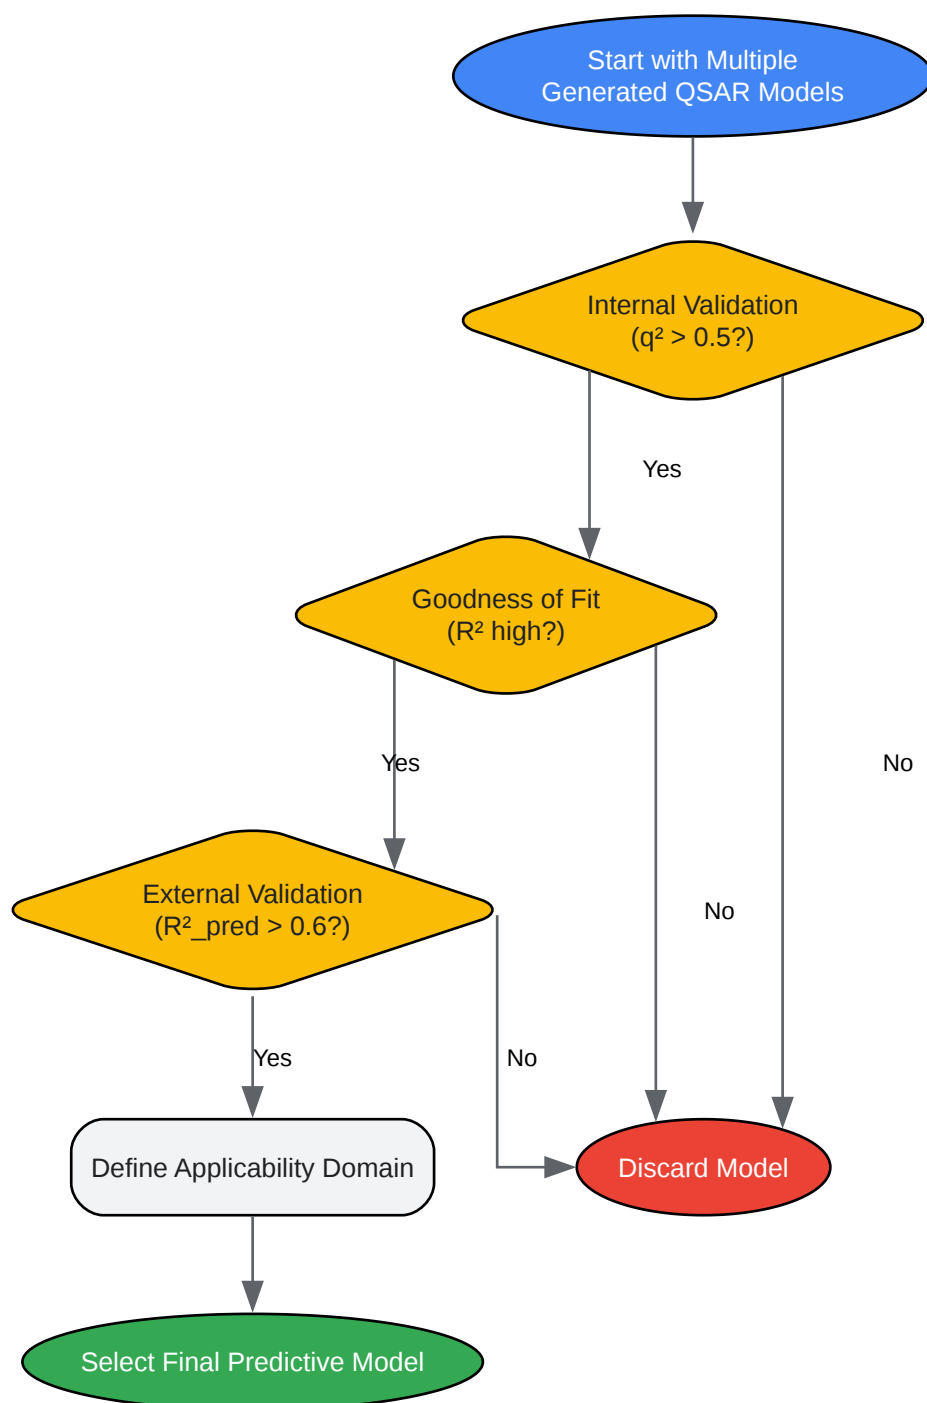 Start with Multiple
Generated QSAR Models
Internal Validation
(q² > 0.5?)
Yes
Goodness of Fit
(R² high?)
Yes
No
External Validation
(R²_pred > 0.6?)
No
Yes
No
Define Applicability Domain
Discard Model
Select Final Predictive Model